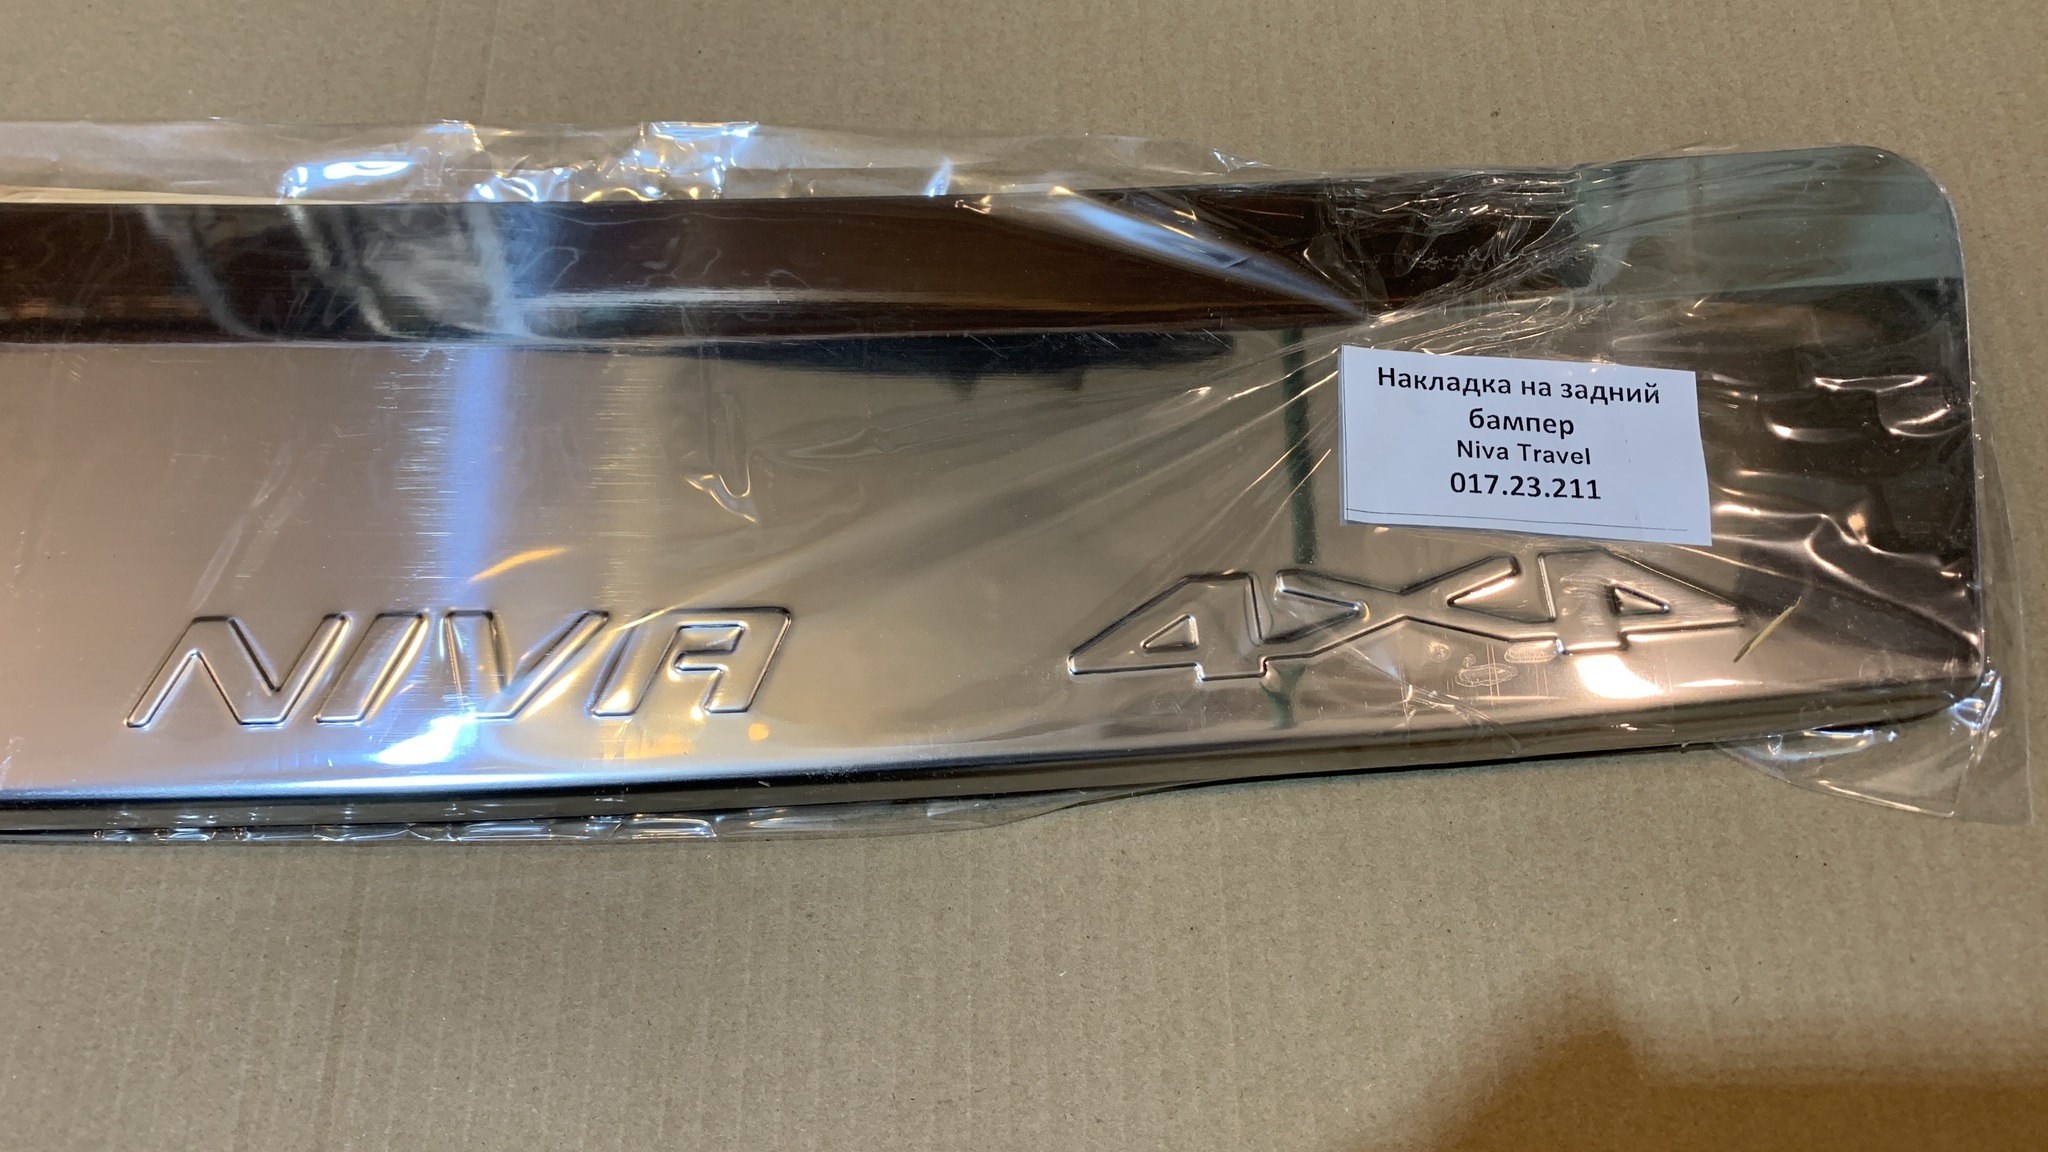 Накладка на задний
бампер
Niva Travel
017.23.211
NIVA 4X4